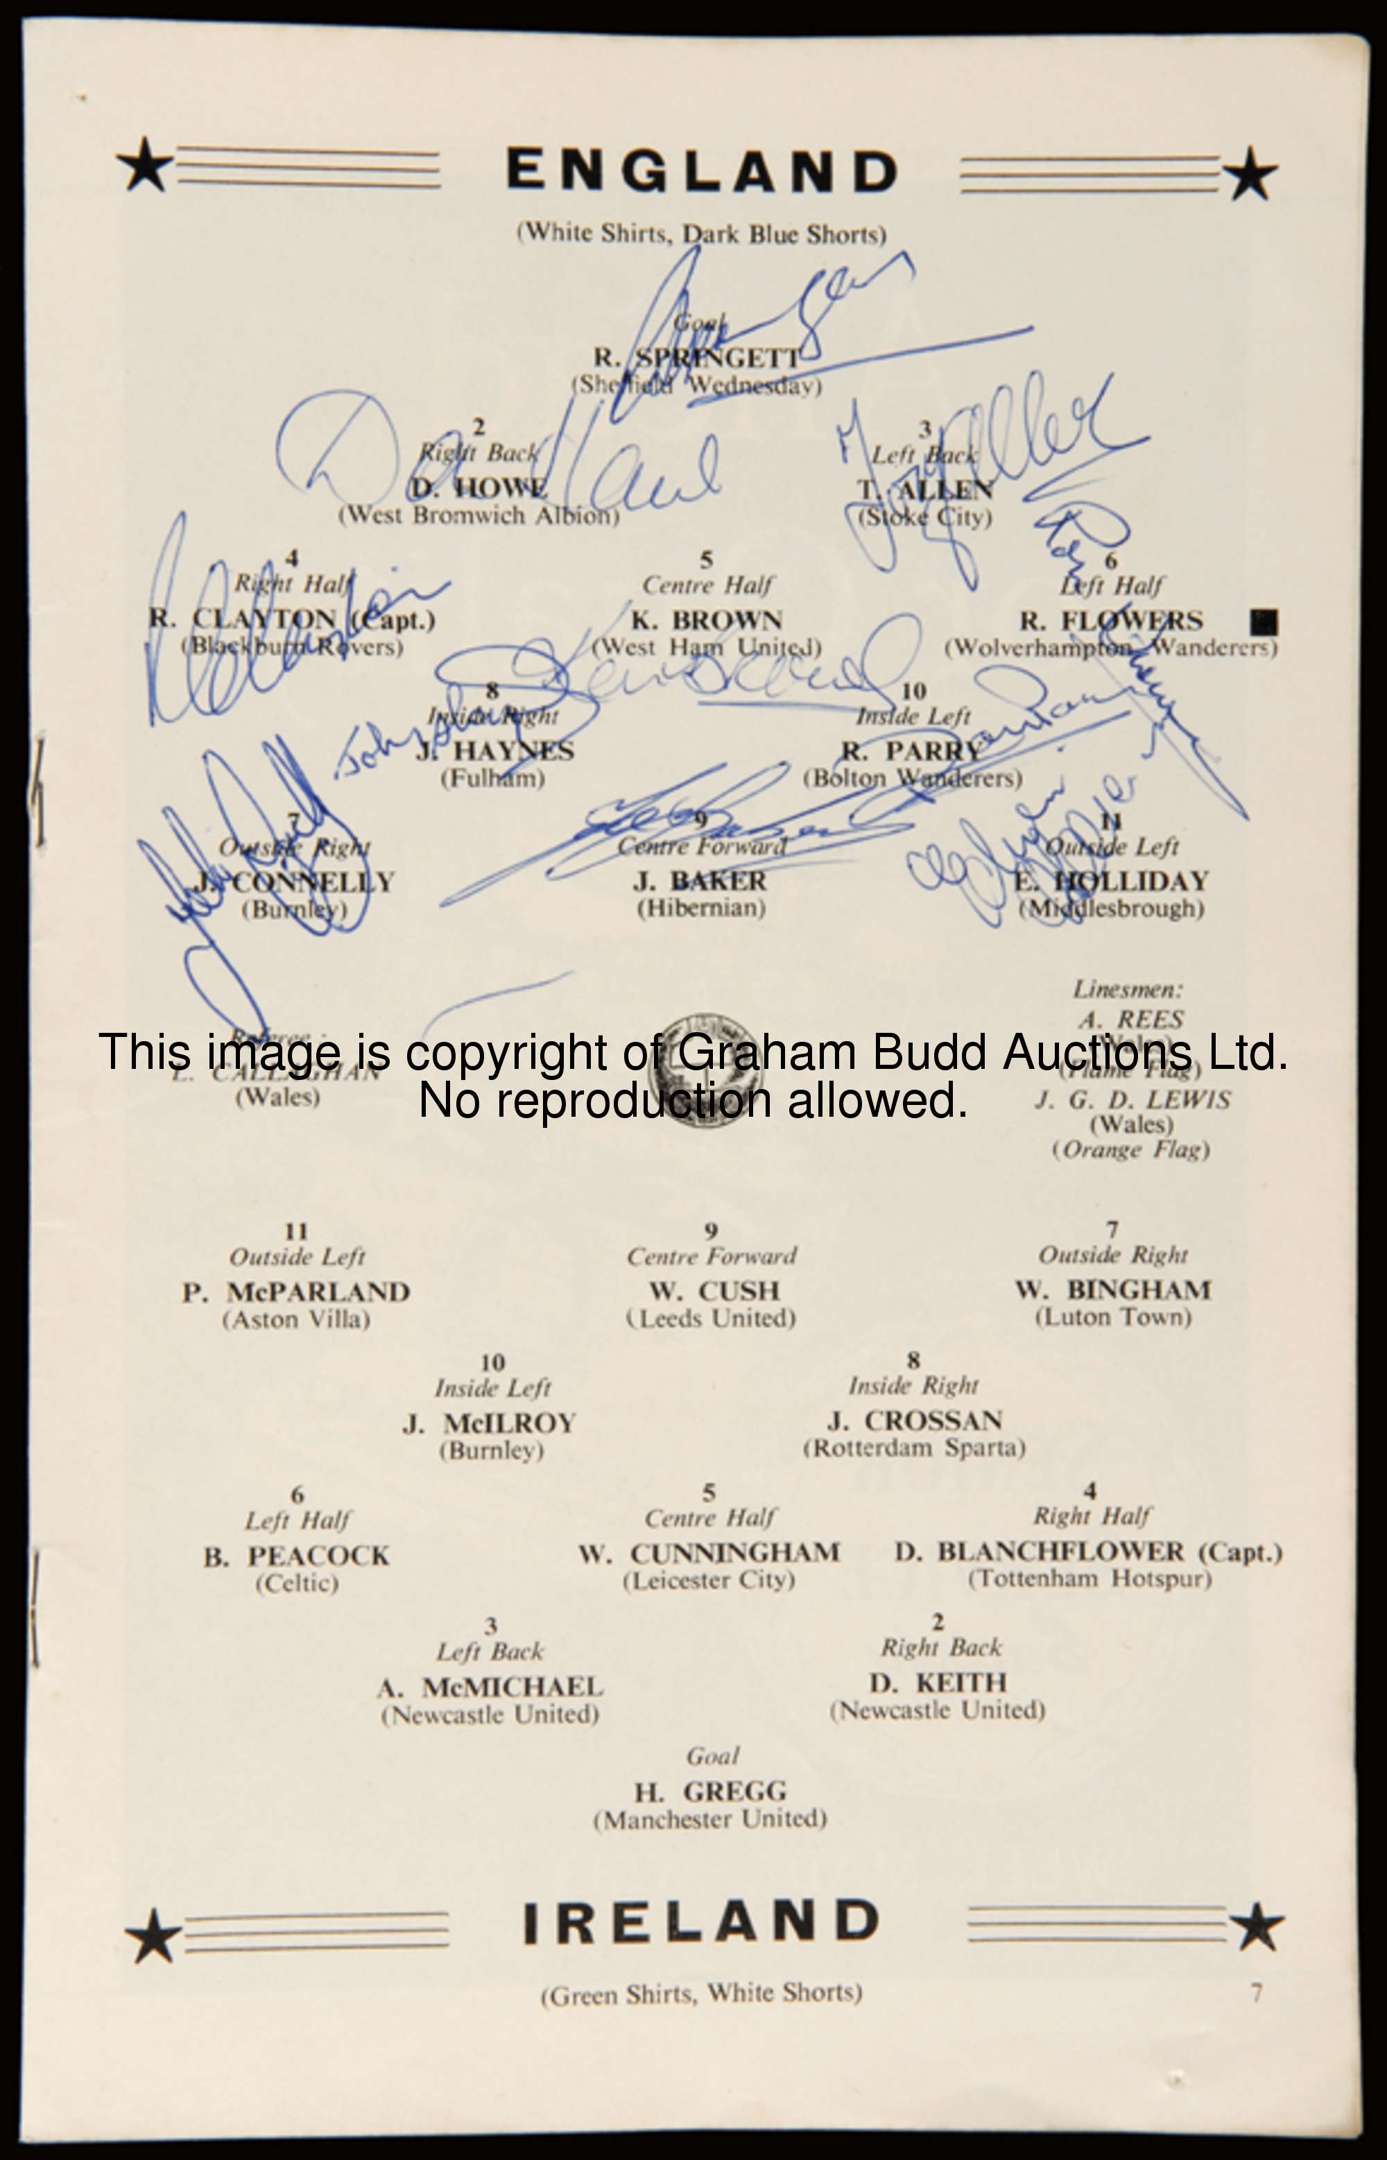 ENGLAND
(White Shirts, Dark Blue Shorts)
Goal
R. SPRINGETT
(Sheffield Wednesday)
2
Right Back
D. HOWE
(West Bromwich Albion)
3
Left Back
T. ALLEN
(Stoke City)
4
Right Half
R. CLAYTON (Capt.)
(Blackburn Rovers)
5
Centre Half
K. BROWN
(West Ham United)
6
Left Half
R. FLOWERS
(Wolverhampton Wanderers)
8
Inside Right
J. HAYNES
(Fulham)
10
Inside Left
R. PARRY
(Bolton Wanderers)
7
Outside Right
J. CONNELLY
(Burnley)
9
Centre Forward
J. BAKER
(Hibernian)
11
Outside Left
E. HOLLIDAY
(Middlesbrough)
Referee:
L. CALLAGHAN
(Wales)
Linesmen:
A. REES
(Wales)
(Flame Flag)
J. G. D. LEWIS
(Wales)
(Orange Flag)
This image is copyright of Graham Budd Auctions Ltd.
No reproduction allowed.
11
Outside Left
P. McPARLAND
(Aston Villa)
9
Centre Forward
W. CUSH
(Leeds United)
7
Outside Right
W. BINGHAM
(Luton Town)
10
Inside Left
J. McILROY
(Burnley)
8
Inside Right
J. CROSSAN
(Rotterdam Sparta)
6
Left Half
B. PEACOCK
(Celtic)
5
Centre Half
W. CUNNINGHAM
(Leicester City)
4
Right Half
D. BLANCHFLOWER (Capt.)
(Tottenham Hotspur)
3
Left Back
A. McMICHAEL
(Newcastle United)
2
Right Back
D. KEITH
(Newcastle United)
Goal
H. GREGG
(Manchester United)
IRELAND
(Green Shirts, White Shorts)
7